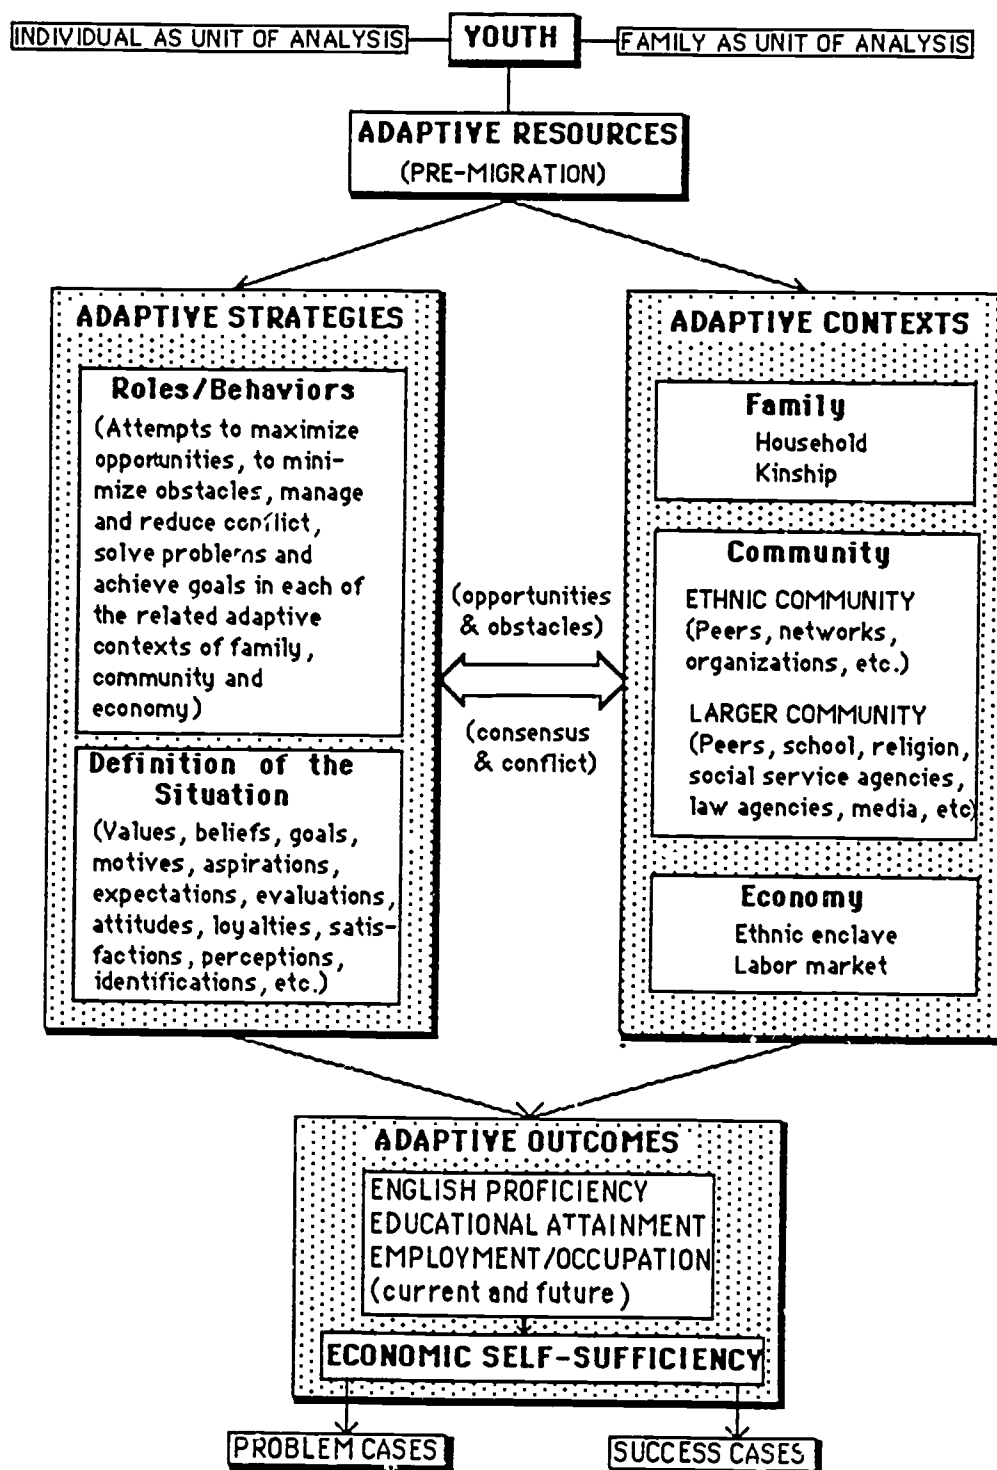 INDIVIDUAL AS UNIT OF ANALYSIS
YOUTH
FAMILY AS UNIT OF ANALYSIS
ADAPTIVE RESOURCES
(PRE-MIGRATION)
ADAPTIVE STRATEGIES
Roles/Behaviors
(Attempts to maximize
opportunities, to mini-
mize obstacles, manage
and reduce conflict,
solve problems and
achieve goals in each of
the related adaptive
contexts of family,
community and
economy)
Definition of the
Situation
(Values, beliefs, goals,
motives, aspirations,
expectations, evaluations,
attitudes, loyalties, satis-
factions, perceptions,
identifications, etc.)
(opportunities
& obstacles)
(consensus
& conflict)
ADAPTIVE CONTEXTS
Family
Household
Kinship
Community
ETHNIC COMMUNITY
(Peers, networks,
organizations, etc.)
LARGER COMMUNITY
(Peers, school, religion,
social service agencies,
law agencies, media, etc)
Economy
Ethnic enclave
Labor market
ADAPTIVE OUTCOMES
ENGLISH PROFICIENCY
EDUCATIONAL ATTAINMENT
EMPLOYMENT/OCCUPATION
(current and future)
ECONOMIC SELF-SUFFICIENCY
PROBLEM CASES
SUCCESS CASES